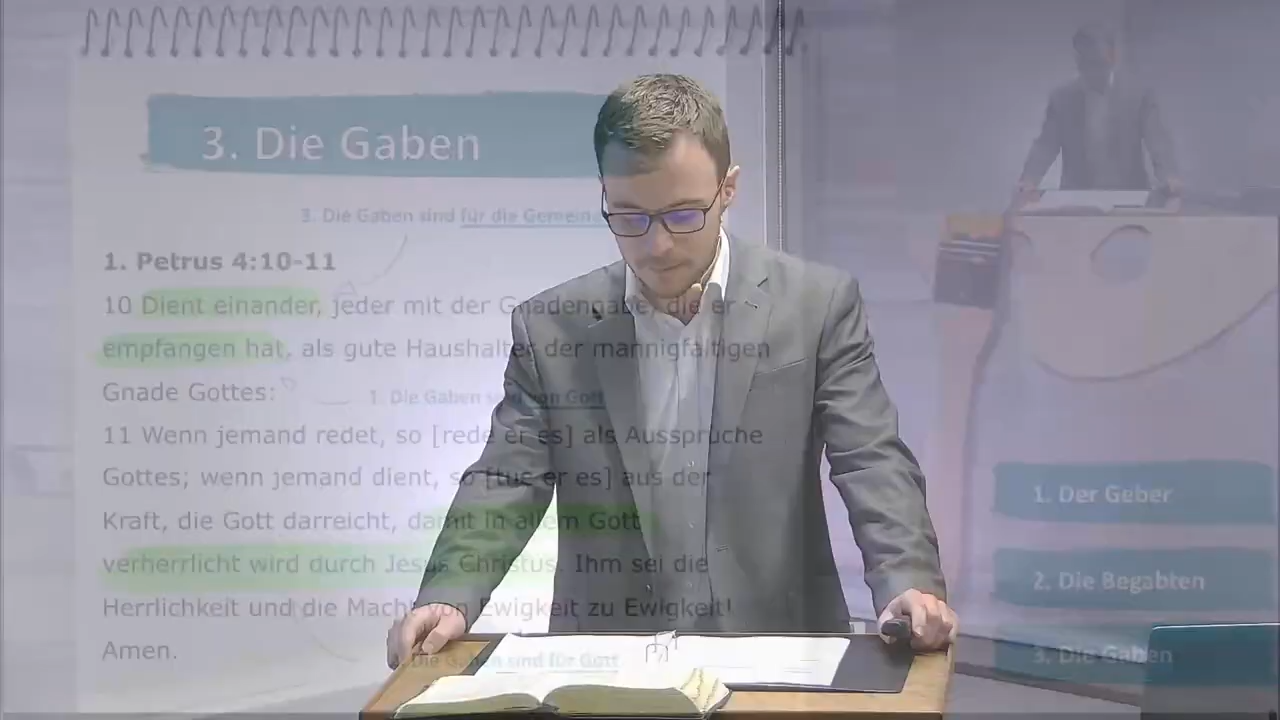 3. Die Gaben
3. Die Gaben sind für die Gemein
1. Petrus 4:10-11
10 Dient einander, jeder mit der Gnadengabe, die er
empfangen hat, als gute Haushalter der mannigfaltigen
Gnade Gottes:
1. Die Gaben sind von Gott
11 Wenn jemand redet, so [rede er es] als Aussprüche
Gottes; wenn jemand dient, so [tue er es] aus der
Kraft, die Gott darreicht, damit in allem Gott
verherrlicht wird durch Jesus Christus. Ihm sei die
Herrlichkeit und die Macht von Ewigkeit zu Ewigkeit!
Amen.
2. Die Gaben sind für Gott
1. Der Geber
2. Die Begabten
3. Die Gaben